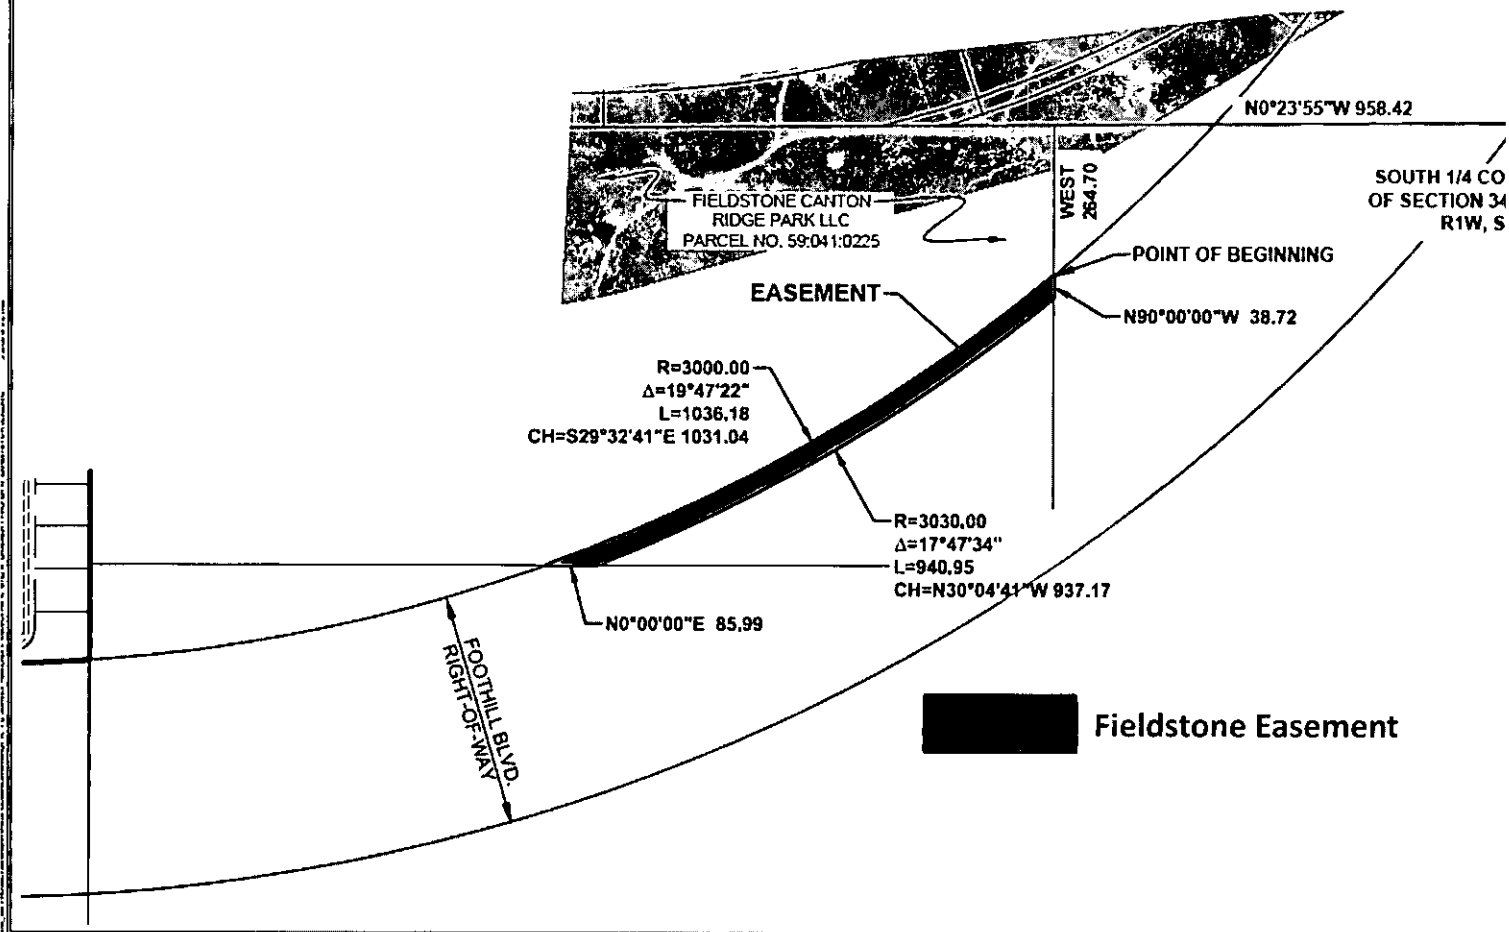 N0°23'55"W 958.42
SOUTH 1/4 CO
OF SECTION 34
R1W, S
WEST
264.70
FIELDSTONE CANTON
RIDGE PARK LLC
PARCEL NO. 59:041:0225
POINT OF BEGINNING
EASEMENT
N90°00'00"W 38.72
R=3000.00
Δ=19°47'22"
L=1036.18
CH=S29°32'41"E 1031.04
R=3030.00
Δ=17°47'34"
L=940.95
CH=N30°04'41"W 937.17
N0°00'00"E 85.99
FOOTHILL BLVD.
RIGHT-OF-WAY
Fieldstone Easement